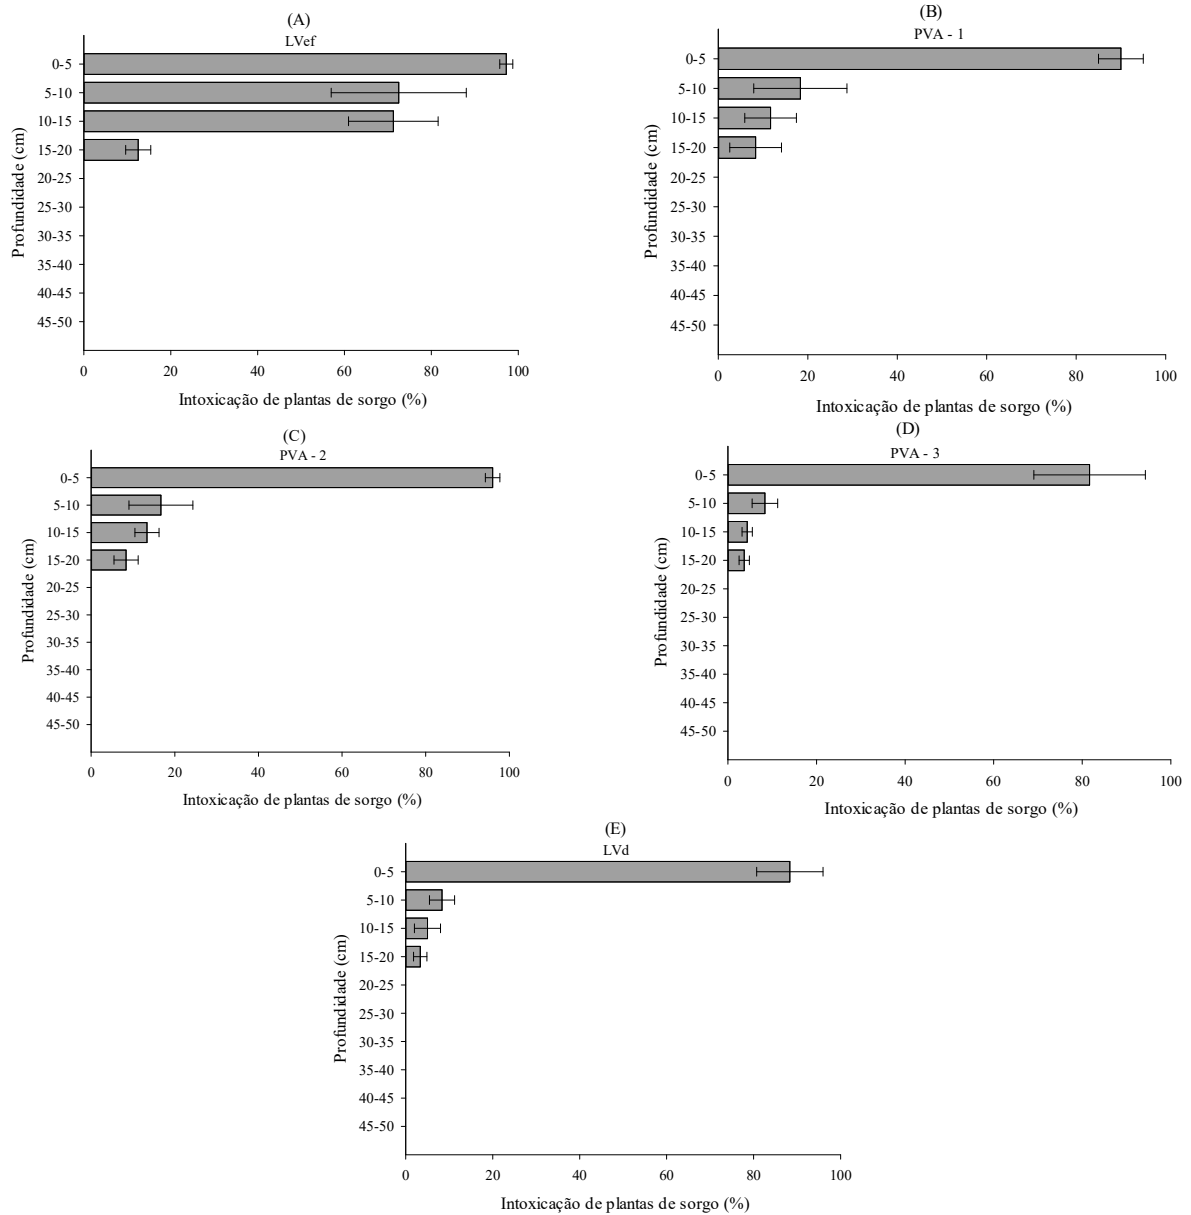 (A)
LVef
Profundidade (cm)
0-5
5-10
10-15
15-20
20-25
25-30
30-35
35-40
40-45
45-50
0 20 40 60 80 100
Intoxicação de plantas de sorgo (%)
(B)
PVA - 1
Profundidade (cm)
0-5
5-10
10-15
15-20
20-25
25-30
30-35
35-40
40-45
45-50
0 20 40 60 80 100
Intoxicação de plantas de sorgo (%)
(C)
PVA - 2
Profundidade (cm)
0-5
5-10
10-15
15-20
20-25
25-30
30-35
35-40
40-45
45-50
0 20 40 60 80 100
Intoxicação de plantas de sorgo (%)
(D)
PVA - 3
Profundidade (cm)
0-5
5-10
10-15
15-20
20-25
25-30
30-35
35-40
40-45
45-50
0 20 40 60 80 100
Intoxicação de plantas de sorgo (%)
(E)
LVd
Profundidade (cm)
0-5
5-10
10-15
15-20
20-25
25-30
30-35
35-40
40-45
45-50
0 20 40 60 80 100
Intoxicação de plantas de sorgo (%)